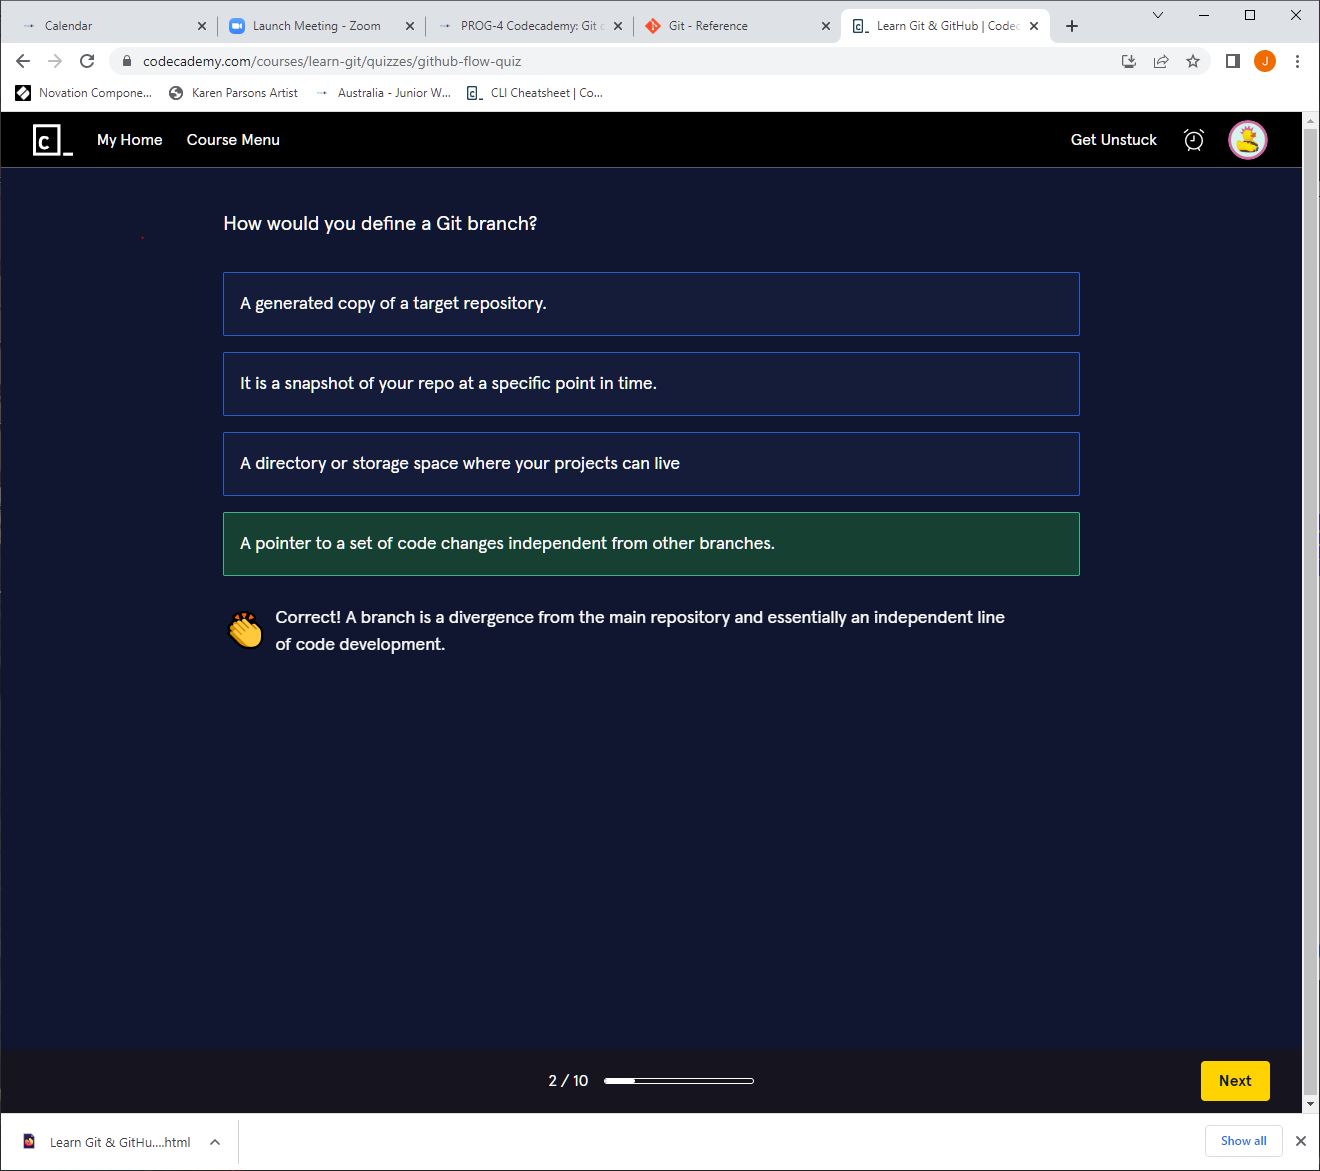 Calendar
Launch Meeting - Zoom
PROG-4 Codecademy: Git
Git - Reference
Learn Git & GitHub | Codec
codecademy.com/courses/learn-git/quizzes/github-flow-quiz
J
Novation Compone...
Karen Parsons Artist
Australia - Junior W...
CLI Cheatsheet | Co...
c_
My Home
Course Menu
Get Unstuck
How would you define a Git branch?
A generated copy of a target repository.
It is a snapshot of your repo at a specific point in time.
A directory or storage space where your projects can live
A pointer to a set of code changes independent from other branches.
Correct! A branch is a divergence from the main repository and essentially an independent line
of code development.
2 / 10
Next
Learn Git & GitHu....html
Show all